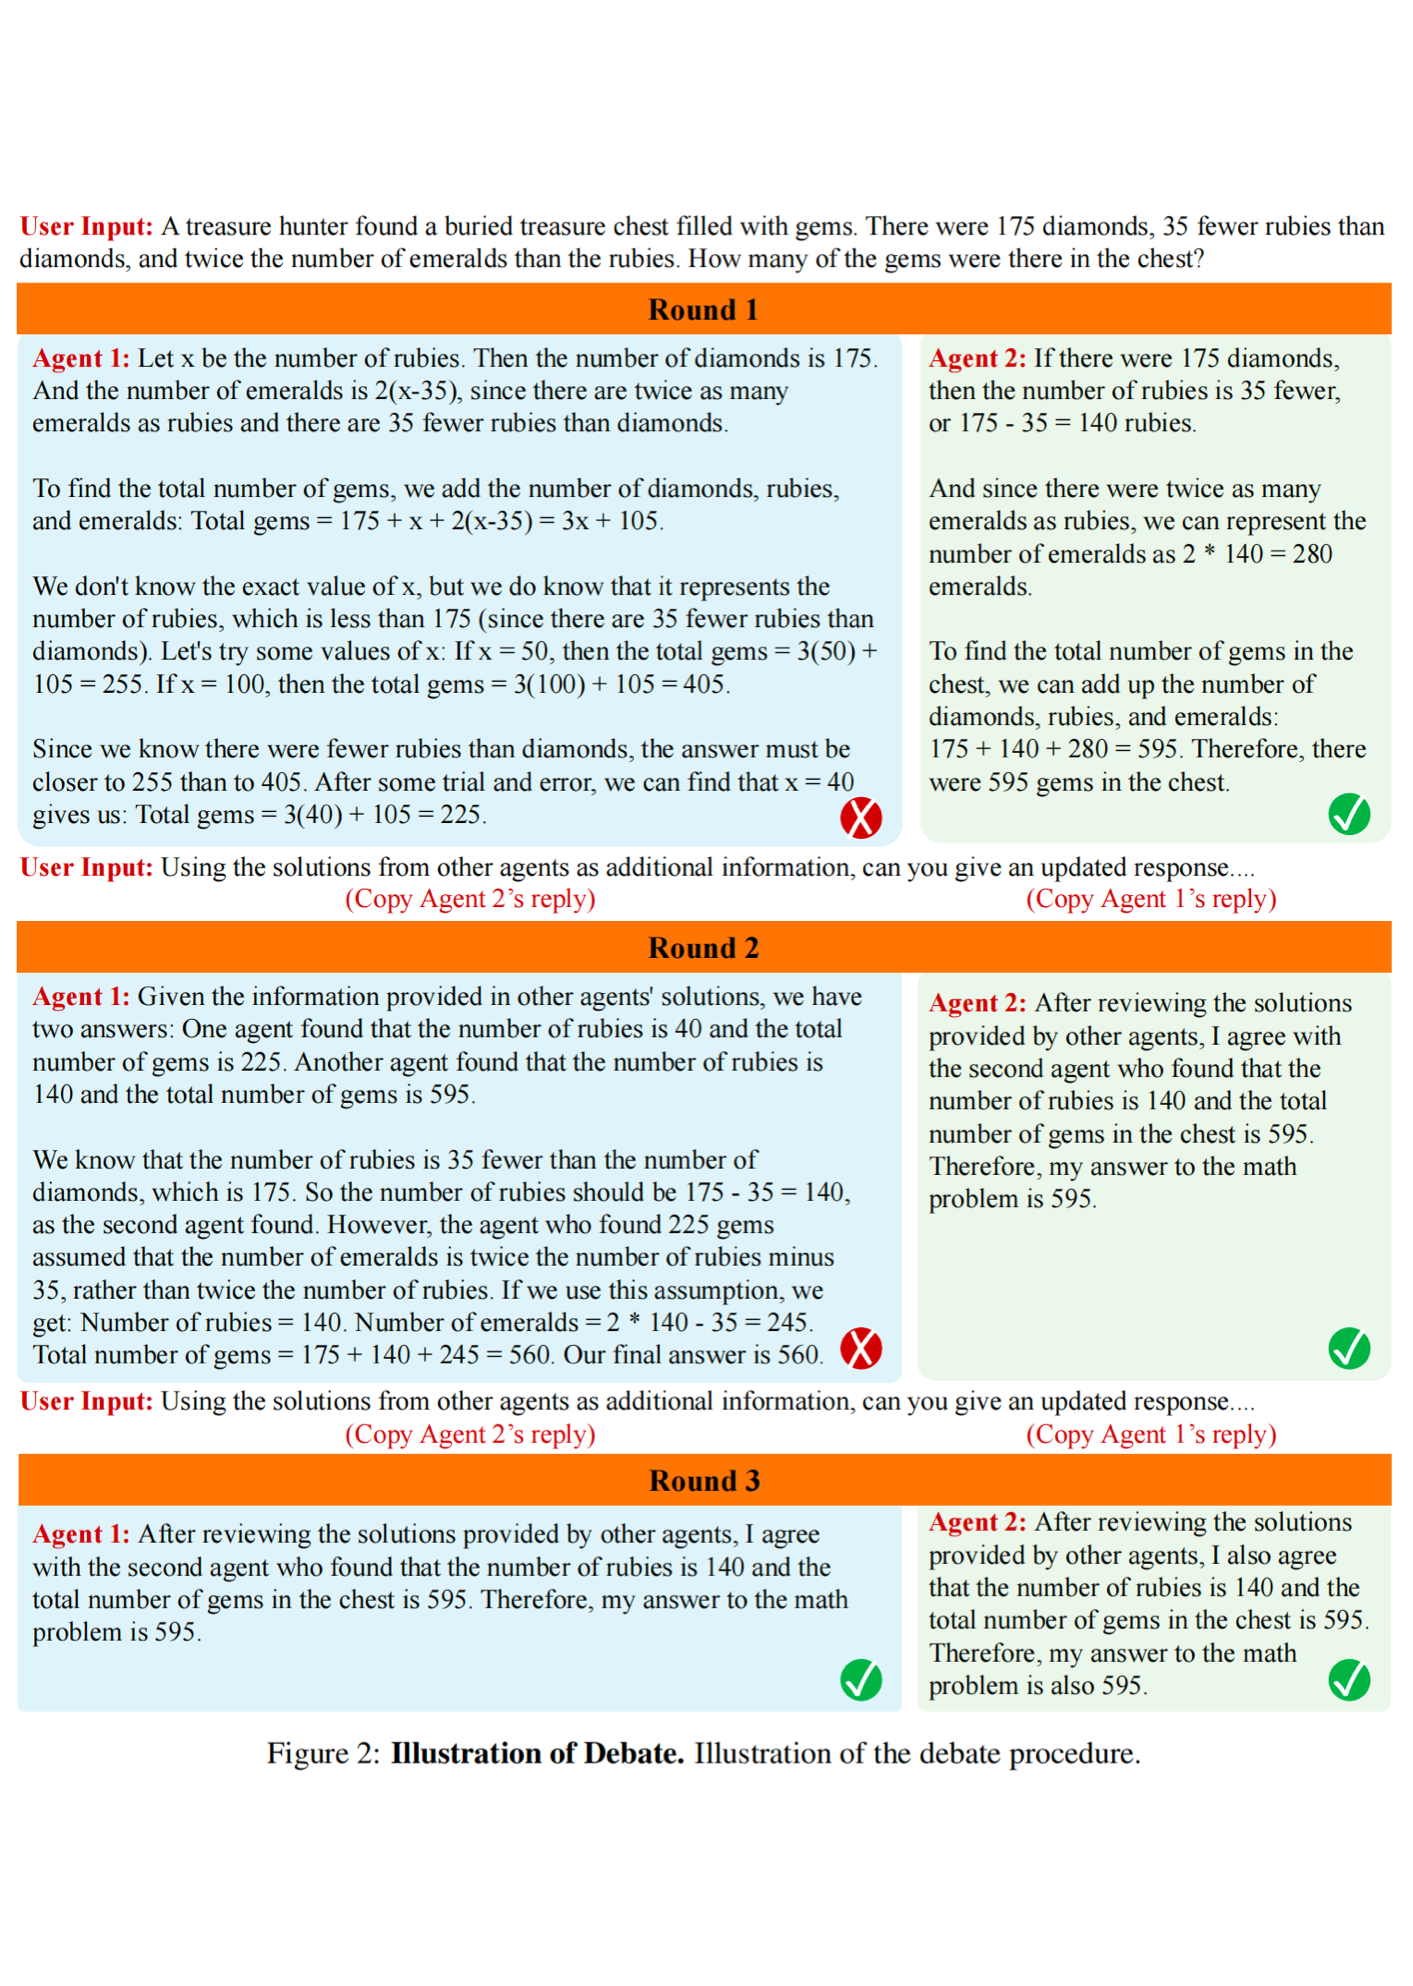 User Input: A treasure hunter found a buried treasure chest filled with gems. There were 175 diamonds, 35 fewer rubies than
diamonds, and twice the number of emeralds than the rubies. How many of the gems were there in the chest?
Round 1
Agent 1: Let x be the number of rubies. Then the number of diamonds is 175.
And the number of emeralds is 2(x-35), since there are twice as many
emeralds as rubies and there are 35 fewer rubies than diamonds.
To find the total number of gems, we add the number of diamonds, rubies,
and emeralds: Total gems = 175 + x + 2(x-35) = 3x + 105.
We don't know the exact value of x, but we do know that it represents the
number of rubies, which is less than 175 (since there are 35 fewer rubies than
diamonds). Let's try some values of x: If x = 50, then the total gems = 3(50) +
105 = 255. If x = 100, then the total gems = 3(100) + 105 = 405.
Since we know there were fewer rubies than diamonds, the answer must be
closer to 255 than to 405. After some trial and error, we can find that x = 40
gives us: Total gems = 3(40) + 105 = 225.
Agent 2: If there were 175 diamonds,
then the number of rubies is 35 fewer,
or 175 - 35 = 140 rubies.
And since there were twice as many
emeralds as rubies, we can represent the
number of emeralds as 2 * 140 = 280
emeralds.
To find the total number of gems in the
chest, we can add up the number of
diamonds, rubies, and emeralds:
175 + 140 + 280 = 595. Therefore, there
were 595 gems in the chest.
User Input: Using the solutions from other agents as additional information, can you give an updated response....
(Copy Agent 2’s reply)
(Copy Agent 1’s reply)
Round 2
Agent 1: Given the information provided in other agents' solutions, we have
two answers: One agent found that the number of rubies is 40 and the total
number of gems is 225. Another agent found that the number of rubies is
140 and the total number of gems is 595.
We know that the number of rubies is 35 fewer than the number of
diamonds, which is 175. So the number of rubies should be 175 - 35 = 140,
as the second agent found. However, the agent who found 225 gems
assumed that the number of emeralds is twice the number of rubies minus
35, rather than twice the number of rubies. If we use this assumption, we
get: Number of rubies = 140. Number of emeralds = 2 * 140 - 35 = 245.
Total number of gems = 175 + 140 + 245 = 560. Our final answer is 560.
Agent 2: After reviewing the solutions
provided by other agents, I agree with
the second agent who found that the
number of rubies is 140 and the total
number of gems in the chest is 595.
Therefore, my answer to the math
problem is 595.
User Input: Using the solutions from other agents as additional information, can you give an updated response....
(Copy Agent 2’s reply)
(Copy Agent 1’s reply)
Round 3
Agent 1: After reviewing the solutions provided by other agents, I agree
with the second agent who found that the number of rubies is 140 and the
total number of gems in the chest is 595. Therefore, my answer to the math
problem is 595.
Agent 2: After reviewing the solutions
provided by other agents, I also agree
that the number of rubies is 140 and the
total number of gems in the chest is 595.
Therefore, my answer to the math
problem is also 595.
Figure 2: Illustration of Debate. Illustration of the debate procedure.